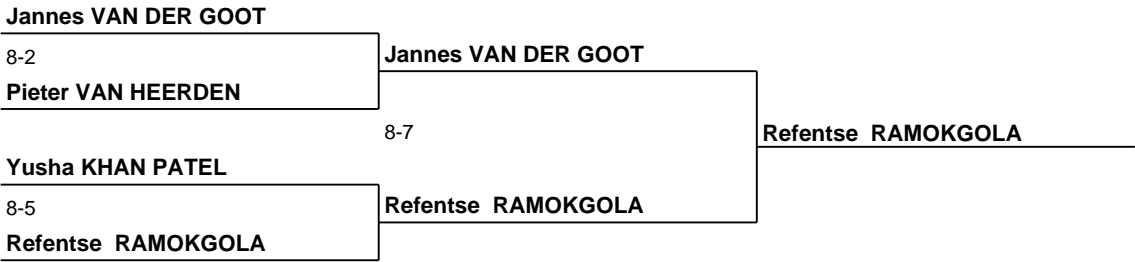 Jannes VAN DER GOOT
8-2
Jannes VAN DER GOOT
Pieter VAN HEERDEN
8-7
Refentse  RAMOKGOLA
Yusha KHAN PATEL
8-5
Refentse  RAMOKGOLA
Refentse  RAMOKGOLA